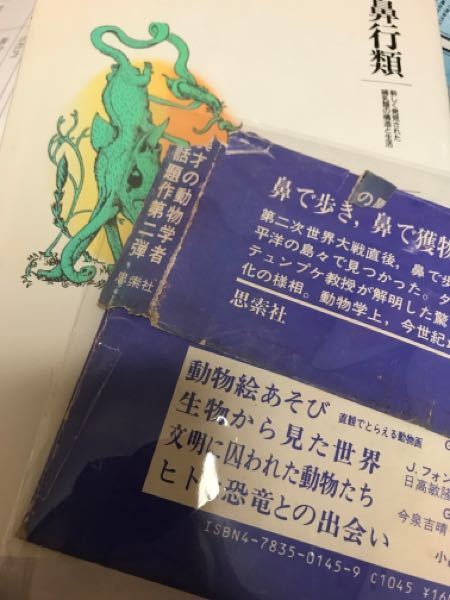 鼻行類
新しく発見された
哺乳類の構造と生活
才の動物学者
話題作第二弾
思索社
の
鼻で歩き，鼻で獲物
第二次世界大戦直後，鼻で歩
平洋の島々で見つかった。
テュンプケ教授が解明した驚
化の様相。動物学上，今世紀
思索社
動物絵あそび 直観でとらえる動物画
生物から見た世界
文明に囚われた動物たち
ヒト 恐竜との出会い
J.フォン
日高敏隆
今泉吉晴
小
ISBN4-7835-0145-9 C1045 ¥16